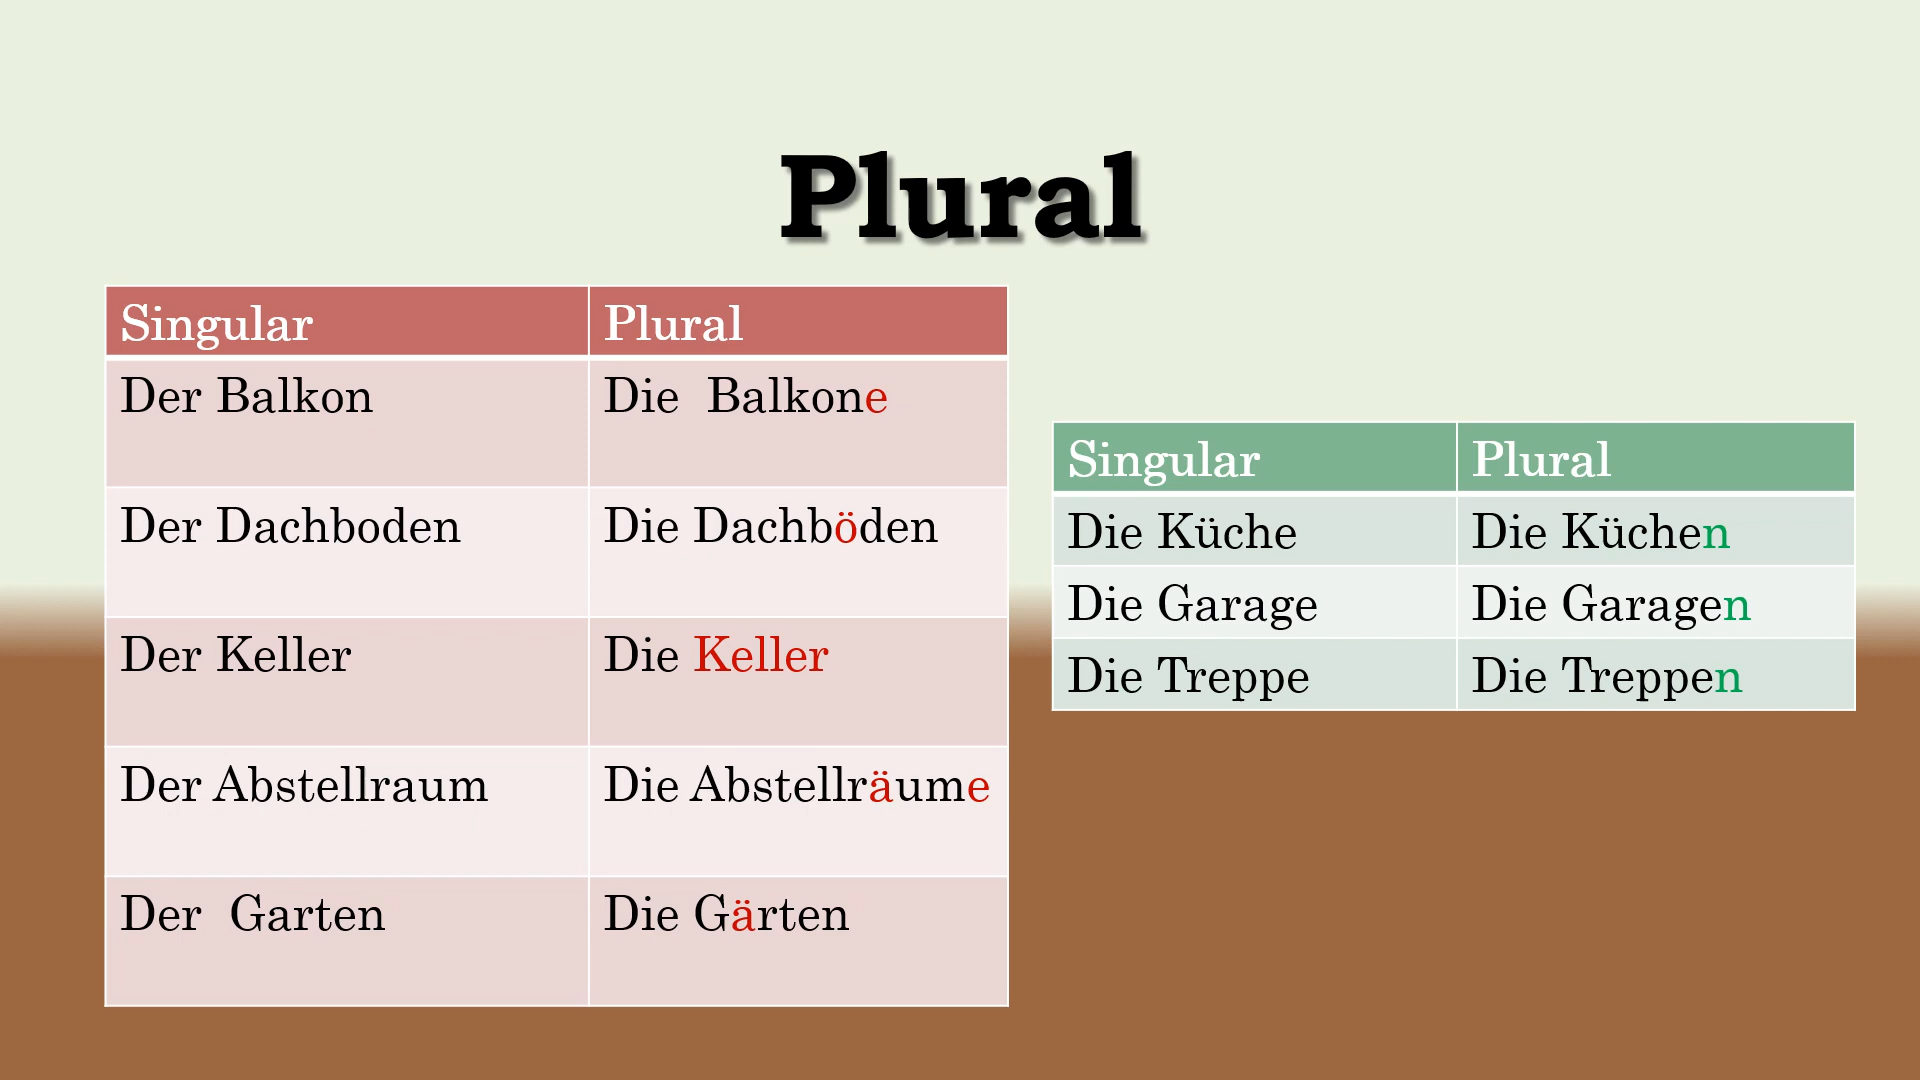 Plural
Singular Plural
Der Balkon Die  Balkone
Der Dachboden Die Dachböden
Der Keller Die Keller
Der Abstellraum Die Abstellräume
Der  Garten Die Gärten
Singular Plural
Die Küche Die Küchen
Die Garage Die Garagen
Die Treppe Die Treppen